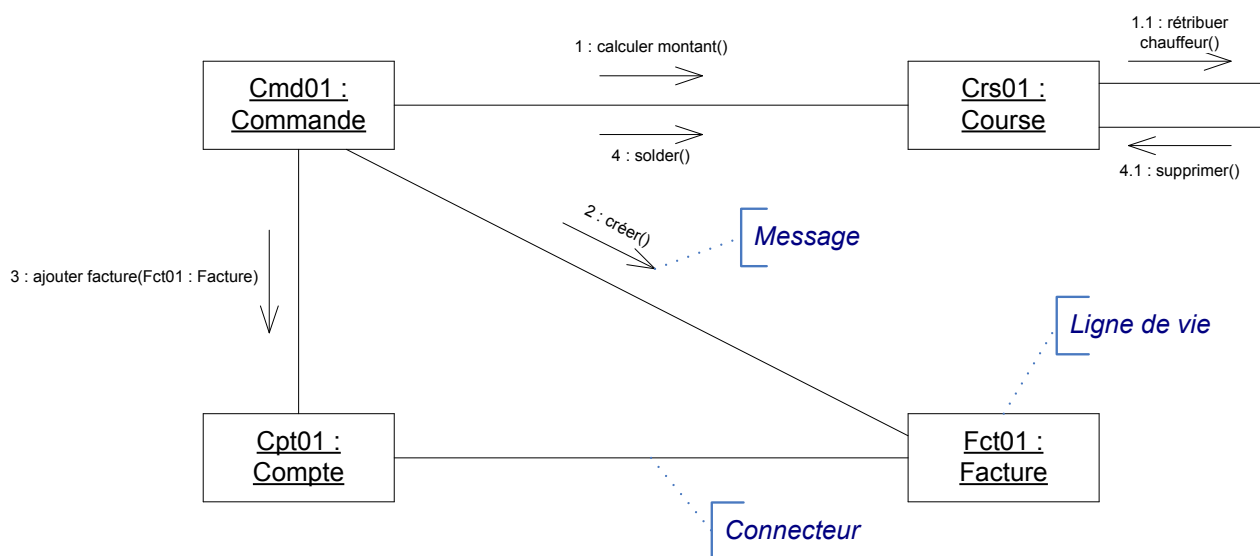 1 : calculer montant()
1.1 : rétribuer
chauffeur()
Cmd01 :
Commande
Crs01 :
Course
4 : solder()
4.1 : supprimer()
2 : créer()
Message
3 : ajouter facture(Fct01 : Facture)
Ligne de vie
Cpt01 :
Compte
Fct01 :
Facture
Connecteur